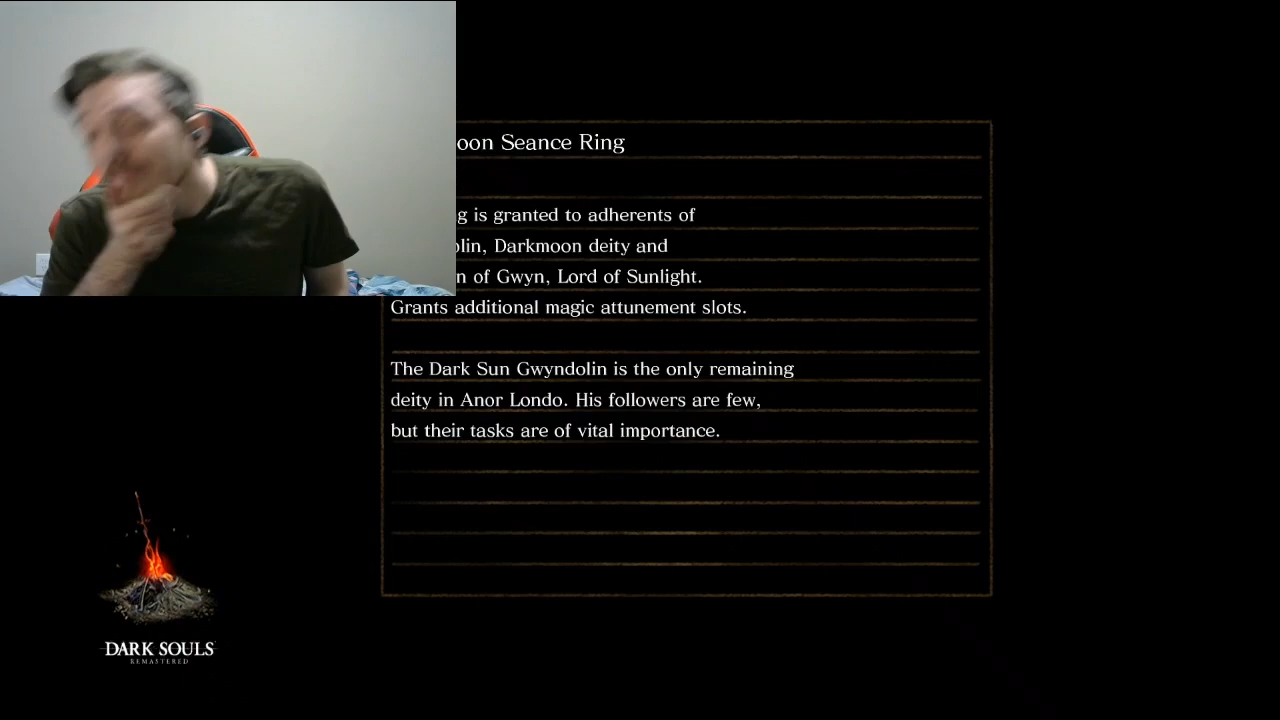 oon Seance Ring
g is granted to adherents of
olin, Darkmoon deity and
n of Gwyn, Lord of Sunlight.
Grants additional magic attunement slots.
The Dark Sun Gwyndolin is the only remaining
deity in Anor Londo. His followers are few,
but their tasks are of vital importance.
DARK SOULS
REMASTERED